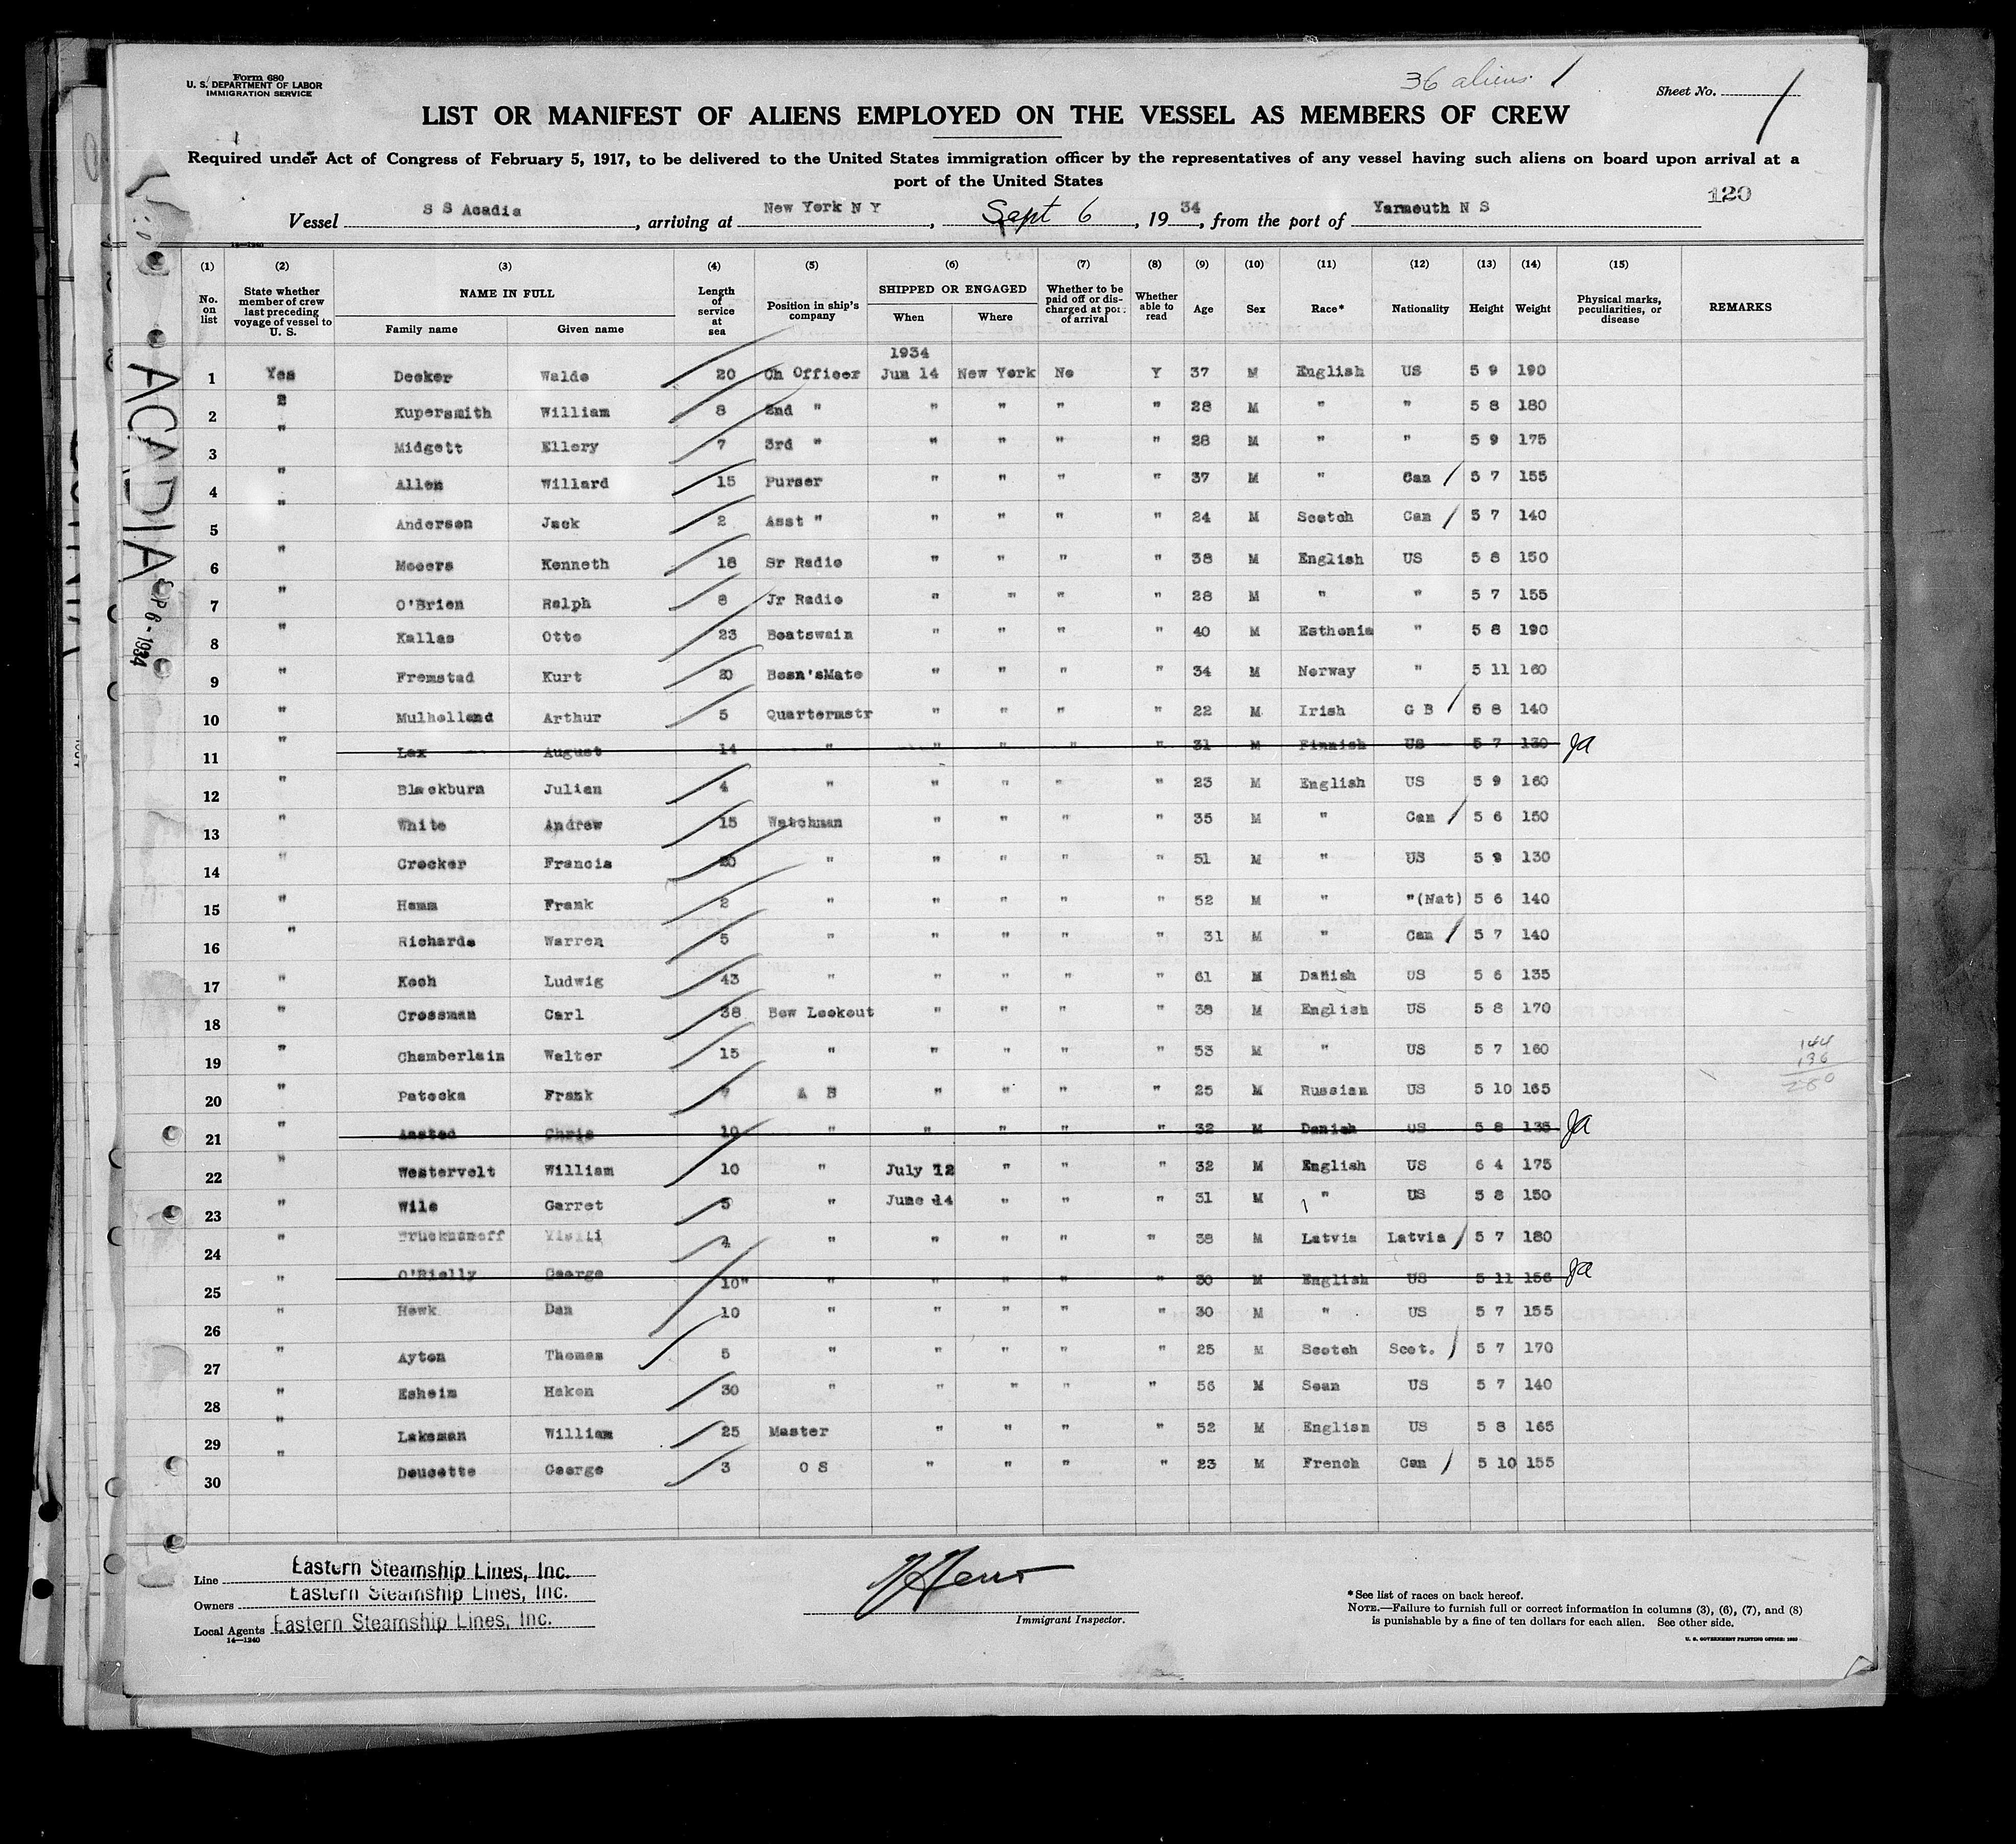 Form 680
U. S. DEPARTMENT OF LABOR
IMMIGRATION SERVICE
36 aliens
Sheet No. 1
LIST OR MANIFEST OF ALIENS EMPLOYED ON THE VESSEL AS MEMBERS OF CREW
Required under Act of Congress of February 5, 1917, to be delivered to the United States immigration officer by the representatives of any vessel having such aliens on board upon arrival at a
port of the United States
120
Vessel S S Acadia, arriving at New York N Y, Sept 6, 1934, from the port of Yarmouth N S
14—1240
(1) (2) (3) (4) (5) (6) (7) (8) (9) (10) (11) (12) (13) (14) (15)
No. on list | State whether member of crew last preceding voyage of vessel to U. S. | NAME IN FULL Family name Given name | Length of service at sea | Position in ship's company | SHIPPED OR ENGAGED When Where | Whether to be paid off or discharged at port of arrival | Whether able to read | Age | Sex | Race* | Nationality | Height | Weight | Physical marks, peculiarities, or disease | REMARKS
1934
1 Yes Decker Waldo 20 Ch Officer Jun 14 New York No Y 37 M English US 5 9 190
2 " Kupersmith William 8 2nd " " " " " 28 M " " 5 8 180
3 " Midgett Ellery 7 3rd " " " " " 28 M " " 5 9 175
4 " Allen Willard 15 Purser " " " " 37 M " Can 5 7 155
5 " Anderson Jack 2 Asst " " " " " 24 M Scotch Can 5 7 140
6 " Mooers Kenneth 18 Sr Radio " " " " 38 M English US 5 8 150
7 " O'Brien Ralph 8 Jr Radio " " " " 28 M " " 5 7 155
8 " Kallas Otto 23 Boatswain " " " " 40 M Esthonia " 5 8 190
9 " Fremstad Kurt 20 Bosn'sMate " " " " 34 M Norway " 5 11 160
10 " Mulholland Arthur 5 Quartermstr " " " " 22 M Irish G B 5 8 140
11 " Lax August 14 " " " " " 31 M Finnish US 5 7 130 Ja
12 " Blackburn Julian 4 " " " " " 23 M English US 5 9 160
13 " White Andrew 15 Watchman " " " " 35 M " Can 5 6 150
14 " Crocker Francis 20 " " " " " 51 M " US 5 9 130
15 " Hamm Frank 2 " " " " " 52 M " "(Nat) 5 6 140
16 " Richards Warren 5 " " " " " 31 M " Can 5 7 140
17 " Koch Ludwig 43 " " " " " 61 M Danish US 5 6 135
18 " Crossman Carl 38 Bow Lookout " " " " 38 M English US 5 8 170
19 " Chamberlain Walter 15 " " " " " 53 M " US 5 7 160
20 " Patocka Frank 7 A B " " " " 25 M Russian US 5 10 165
21 " Aasted Chris 10 " " " " " 32 M Danish US 5 8 135 Ja
22 " Westervelt William 10 " July 12 " " " 32 M English US 6 4 175
23 " Wile Garret 5 " June 14 " " " 31 M " US 5 8 150
24 " 4 " " " " " 38 M Latvia Latvia 5 7 180
25 " O'Rielly George 10 " " " " " 30 M English US 5 11 156 Ja
26 " Hawk Dan 10 " " " " " 30 M " US 5 7 155
27 " Ayton Thomas 5 " " " " " 25 M Scotch Scot. 5 7 170
28 " Esheim Hakon 30 " " " " " 56 M Scan US 5 7 140
29 " Lakeman William 25 Master " " " " 52 M English US 5 8 165
30 " Doucette George 3 O S " " " " 23 M French Can 5 10 155
144
136
280
ACADIA
SEP 6 - 1934
Line Eastern Steamship Lines, Inc.
Owners Eastern Steamship Lines, Inc.
Local Agents Eastern Steamship Lines, Inc.
14—1240
Immigrant Inspector.
*See list of races on back hereof.
NOTE.—Failure to furnish full or correct information in columns (3), (6), (7), and (8)
is punishable by a fine of ten dollars for each alien. See other side.
U. S. GOVERNMENT PRINTING OFFICE: 1933